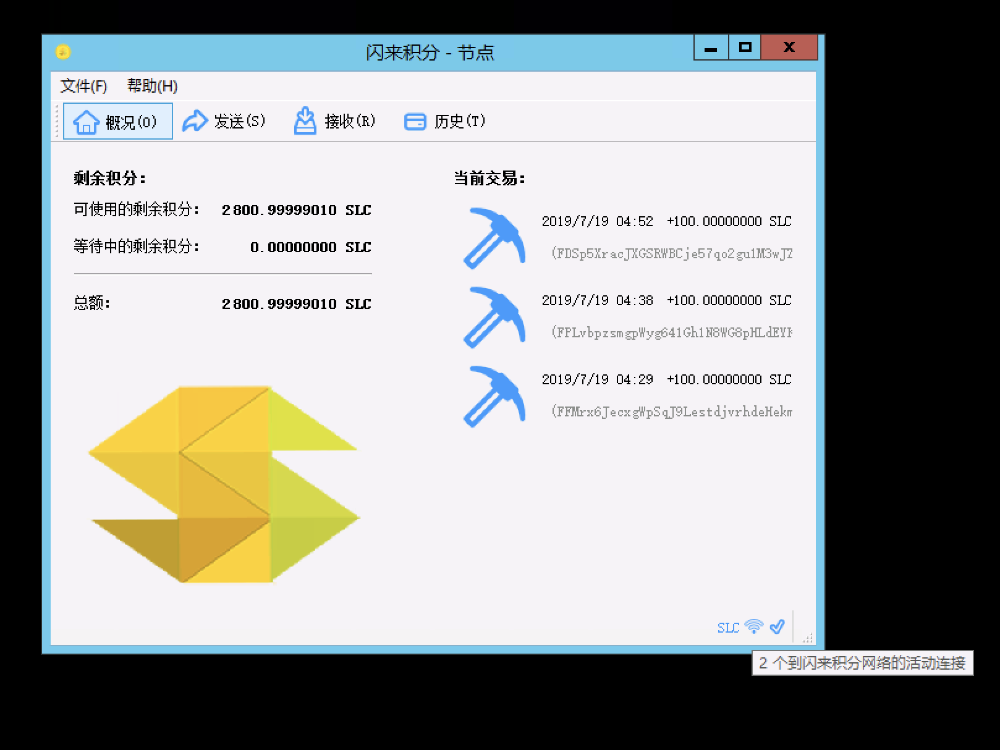 闪来积分 - 节点
文件(F) 帮助(H)
概况(O) 发送(S) 接收(R) 历史(T)
剩余积分:
可使用的剩余积分: 2800.99999010 SLC
等待中的剩余积分: 0.00000000 SLC
总额: 2800.99999010 SLC
当前交易:
2019/7/19 04:52 +100.00000000 SLC
(FDSp5XracJXGSRWBCje57qo2gu1M3wJZ
2019/7/19 04:38 +100.00000000 SLC
(FPLvbpzsmgpWyg641Gh1N8WG8pHLdEYF
2019/7/19 04:29 +100.00000000 SLC
(FFMrx6JecxgWpSqJ9LestdjvrhdeHekm
SLC
2 个到闪来积分网络的活动连接